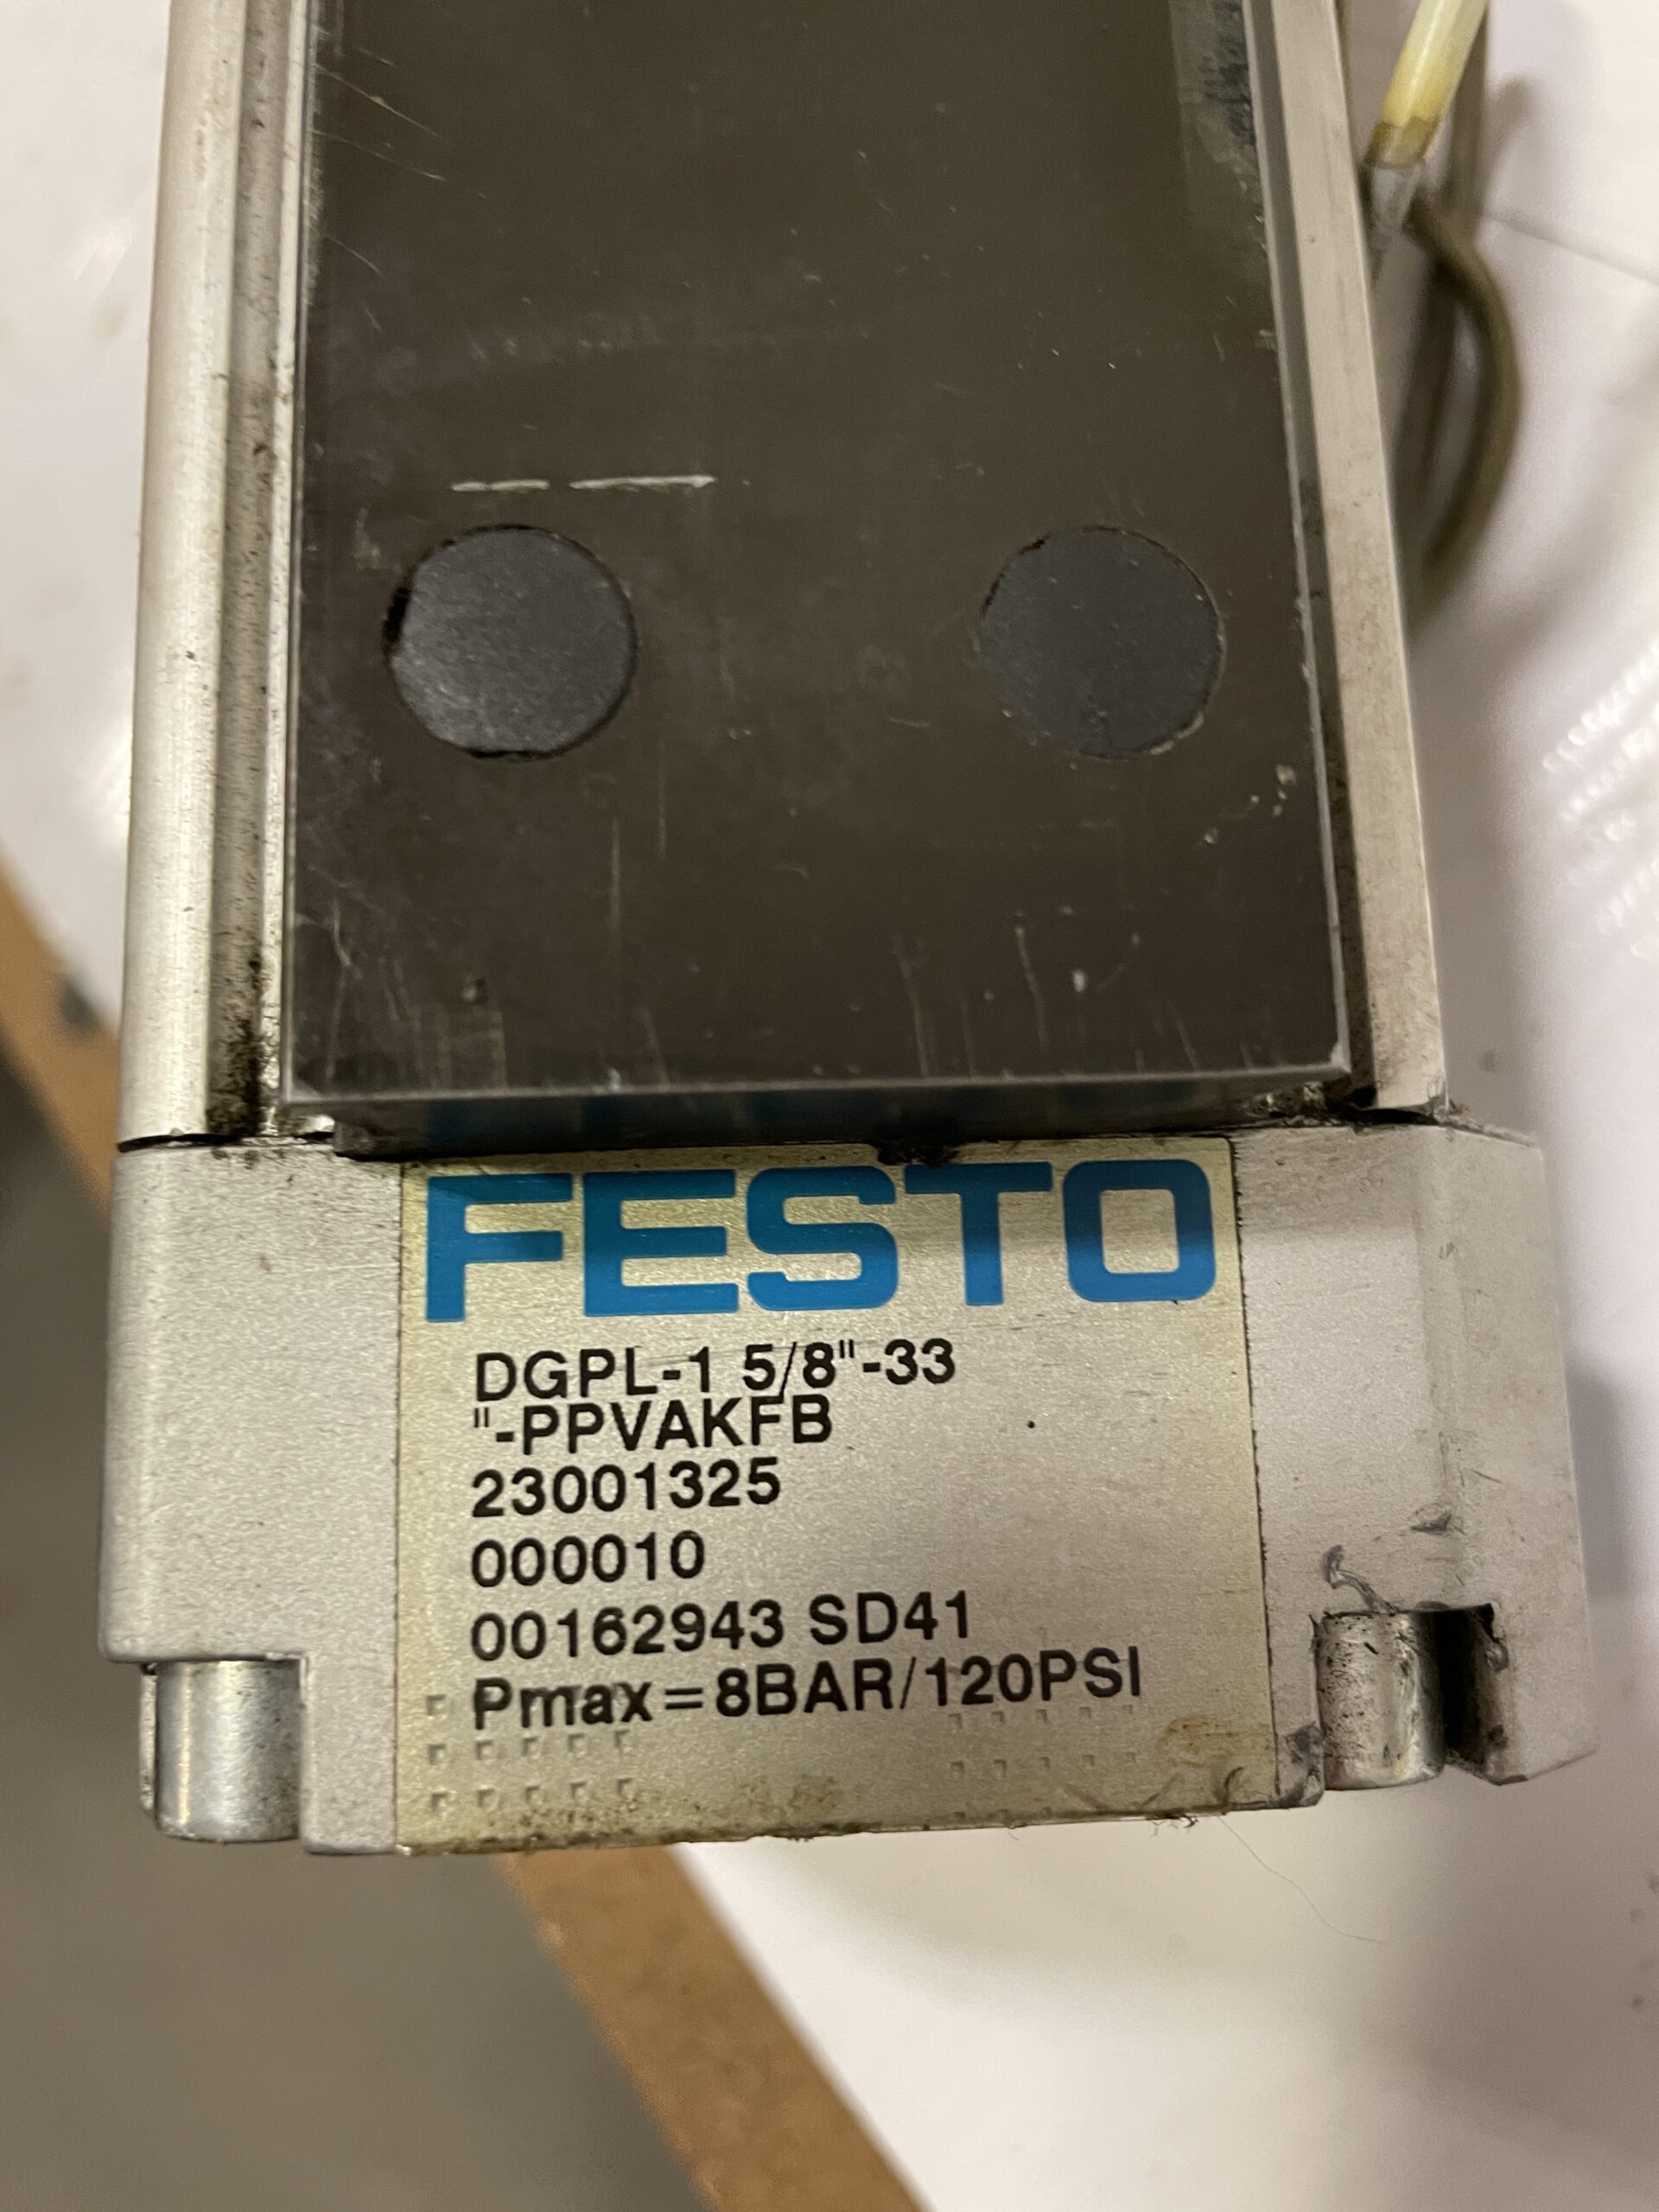 FESTO
DGPL-1 5/8"-33
"-PPVAKFB
23001325
000010
00162943 SD41
Pmax=8BAR/120PSI